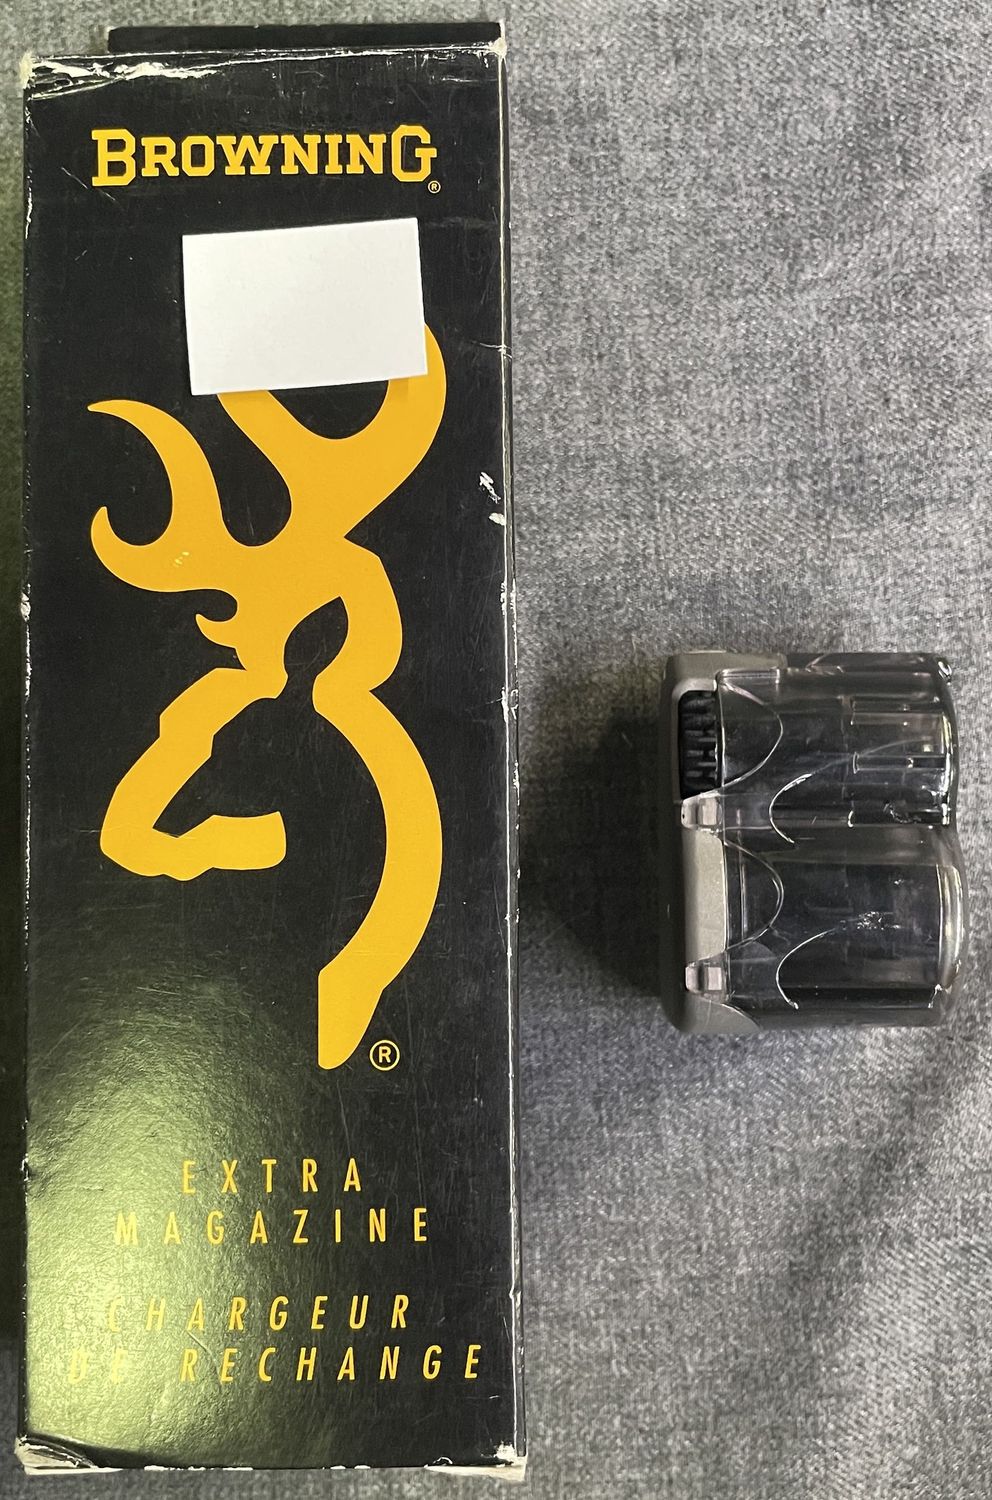 BROWNING®
®
EXTRA
MAGAZINE
CHARGEUR
DE RECHANGE